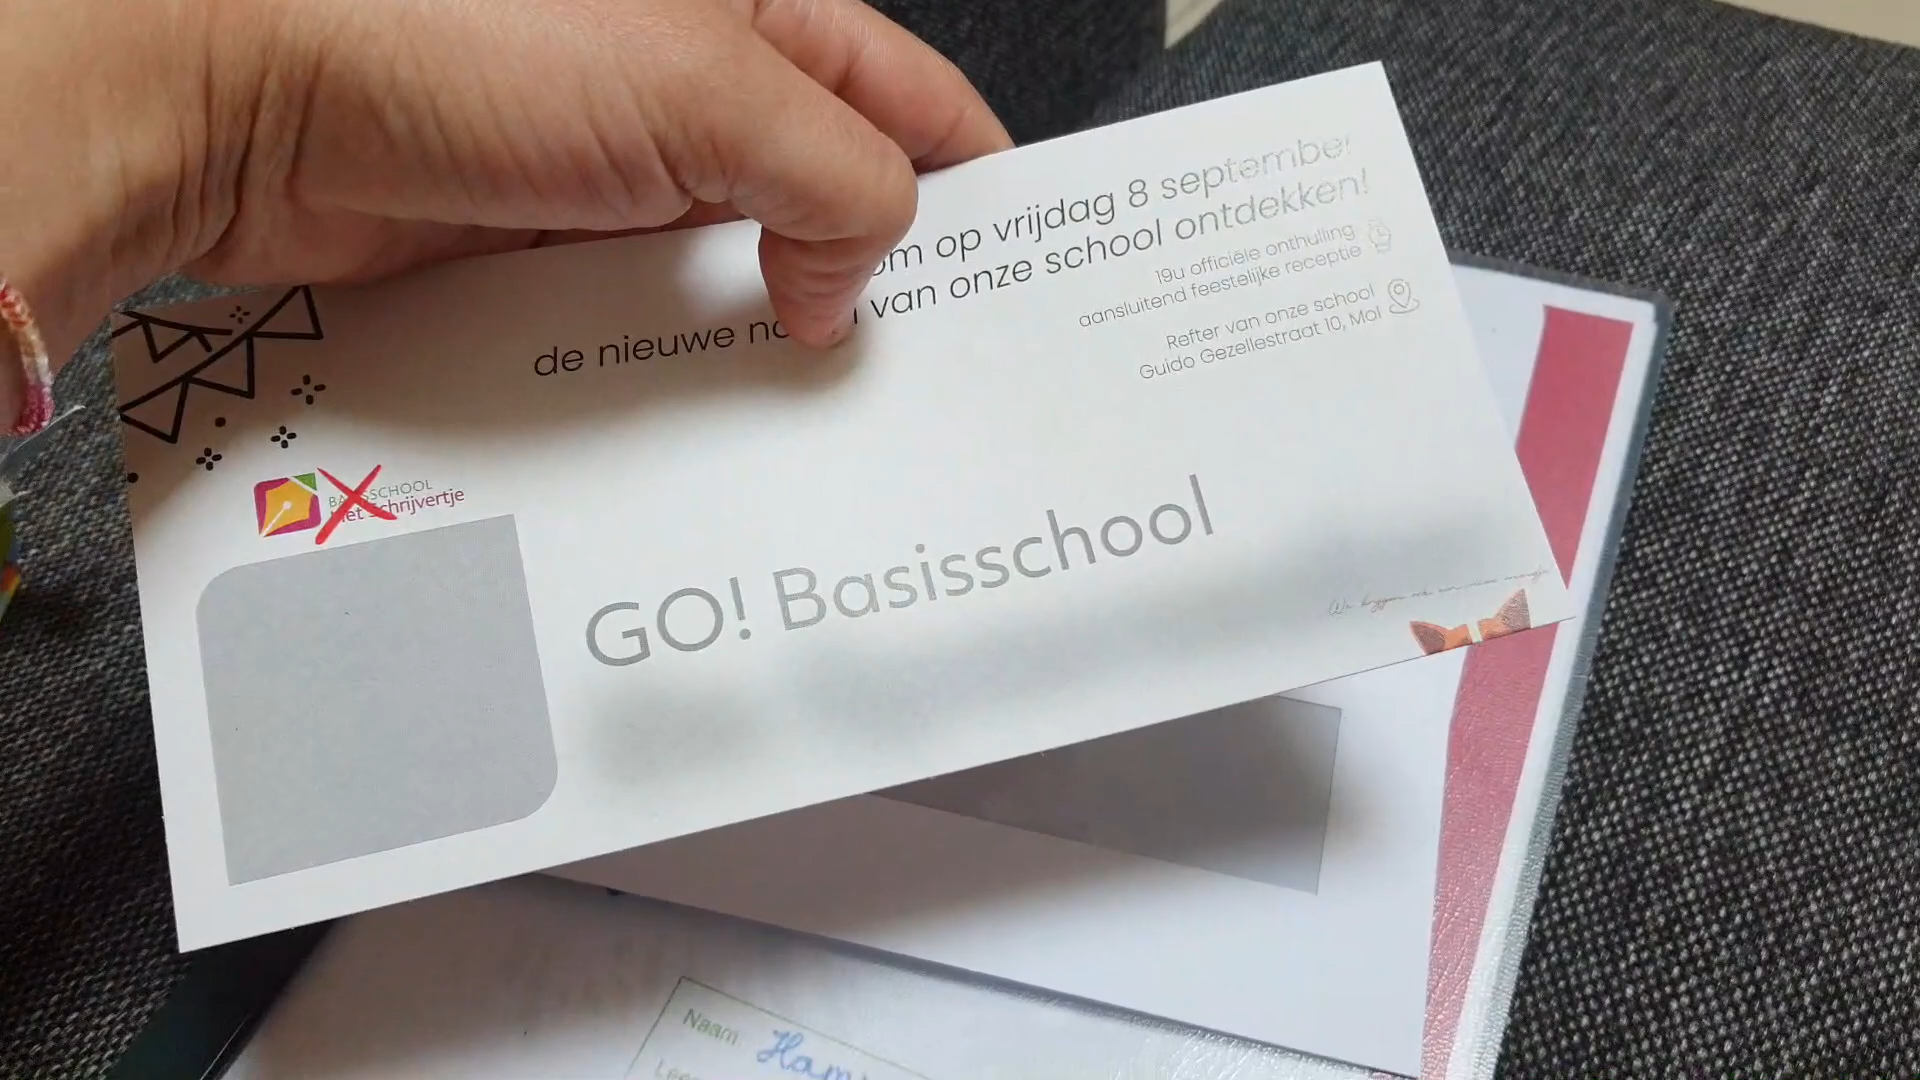 om op vrijdag 8 september
de nieuwe van onze school ontdekken!
19u officiële onthulling
aansluitend feestelijke receptie
Refter van onze school
Guido Gezellestraat 10, Mol
BASISSCHOOL
Het Schrijvertje
GO! Basisschool
Naam